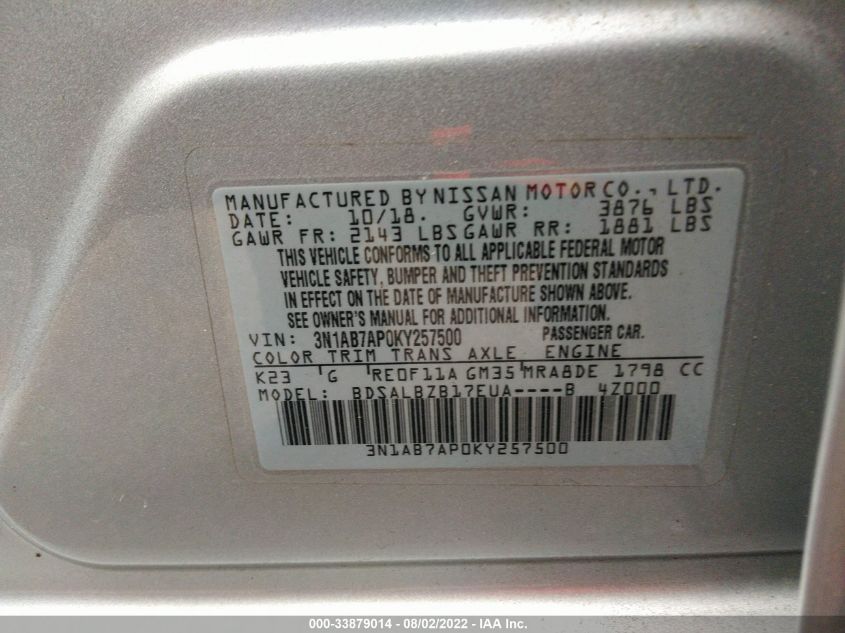 MANUFACTURED BY NISSAN MOTOR CO., LTD.
DATE: 10/18. GVWR: 3876 LBS
GAWR FR: 2143 LBS GAWR RR: 1881 LBS
THIS VEHICLE CONFORMS TO ALL APPLICABLE FEDERAL MOTOR
VEHICLE SAFETY, BUMPER AND THEFT PREVENTION STANDARDS
IN EFFECT ON THE DATE OF MANUFACTURE SHOWN ABOVE.
SEE OWNER'S MANUAL FOR ADDITIONAL INFORMATION.
VIN: 3N1AB7AP0KY257500 PASSENGER CAR.
COLOR TRIM TRANS AXLE, ENGINE
K23 G RE0F11A GM35 MRA8DE 1798 CC
MODEL: BDSALBZB17EUA----B 4Z000
3N1AB7AP0KY257500
000-33879014 - 08/02/2022 - IAA Inc.